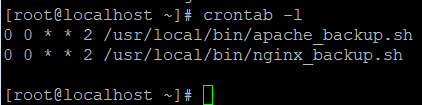 [root@localhost ~]# crontab -l
0 0 * * 2 /usr/local/bin/apache_backup.sh
0 0 * * 2 /usr/local/bin/nginx_backup.sh
[root@localhost ~]#